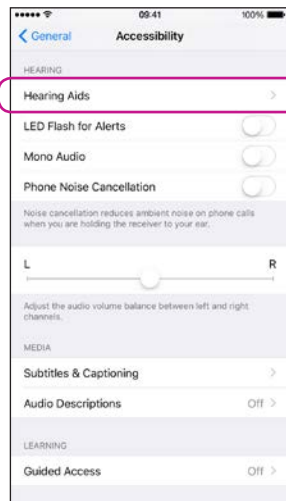 09:41
100%
General
Accessibility
HEARING
Hearing Aids
LED Flash for Alerts
Mono Audio
Phone Noise Cancellation
Noise cancellation reduces ambient noise on phone calls
when you are holding the receiver to your ear.
L R
Adjust the audio volume balance between left and right
channels.
MEDIA
Subtitles & Captioning
Audio Descriptions Off
LEARNING
Guided Access Off